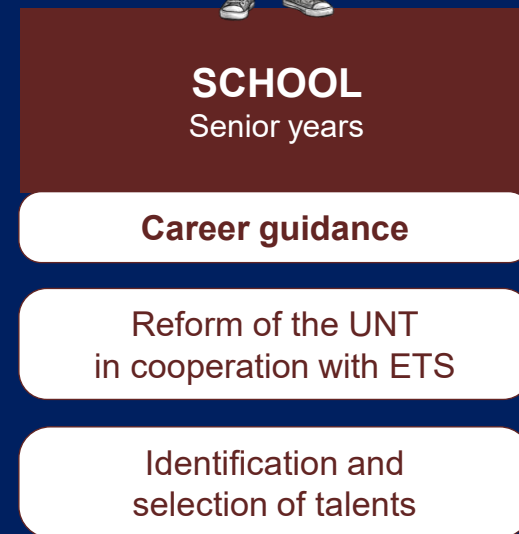 SCHOOL
Senior years
Career guidance
Reform of the UNT
in cooperation with ETS
Identification and
selection of talents